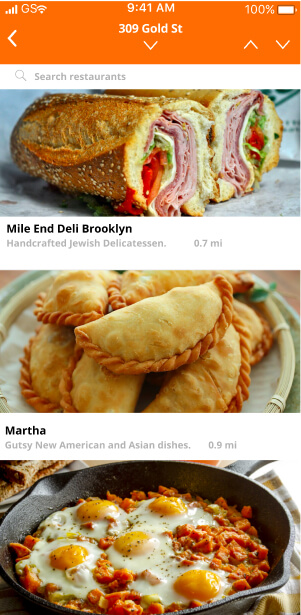 GS 9:41 AM 100%
309 Gold St
Search restaurants
Mile End Deli Brooklyn
Handcrafted Jewish Delicatessen. 0.7 mi
Martha
Gutsy New American and Asian dishes. 0.9 mi